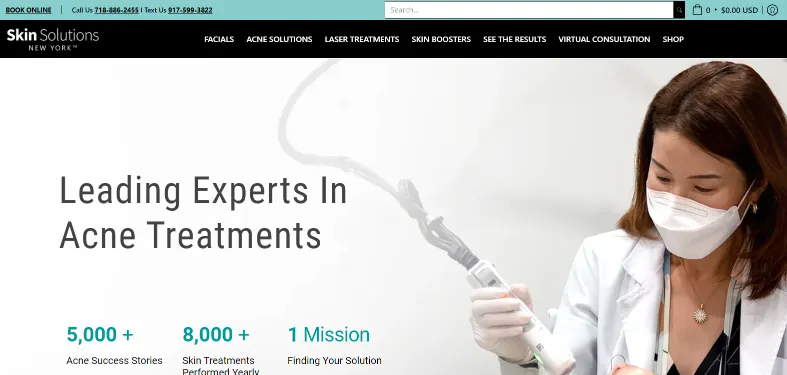 BOOK ONLINE | Call Us 718-886-2455 | Text Us 917-599-3822 Search... 0 • $0.00 USD |
Skin Solutions
NEW YORK™
FACIALS ACNE SOLUTIONS LASER TREATMENTS SKIN BOOSTERS SEE THE RESULTS VIRTUAL CONSULTATION SHOP
Leading Experts In
Acne Treatments
5,000 + 8,000 + 1 Mission
Acne Success Stories Skin Treatments Finding Your Solution
Performed Yearly